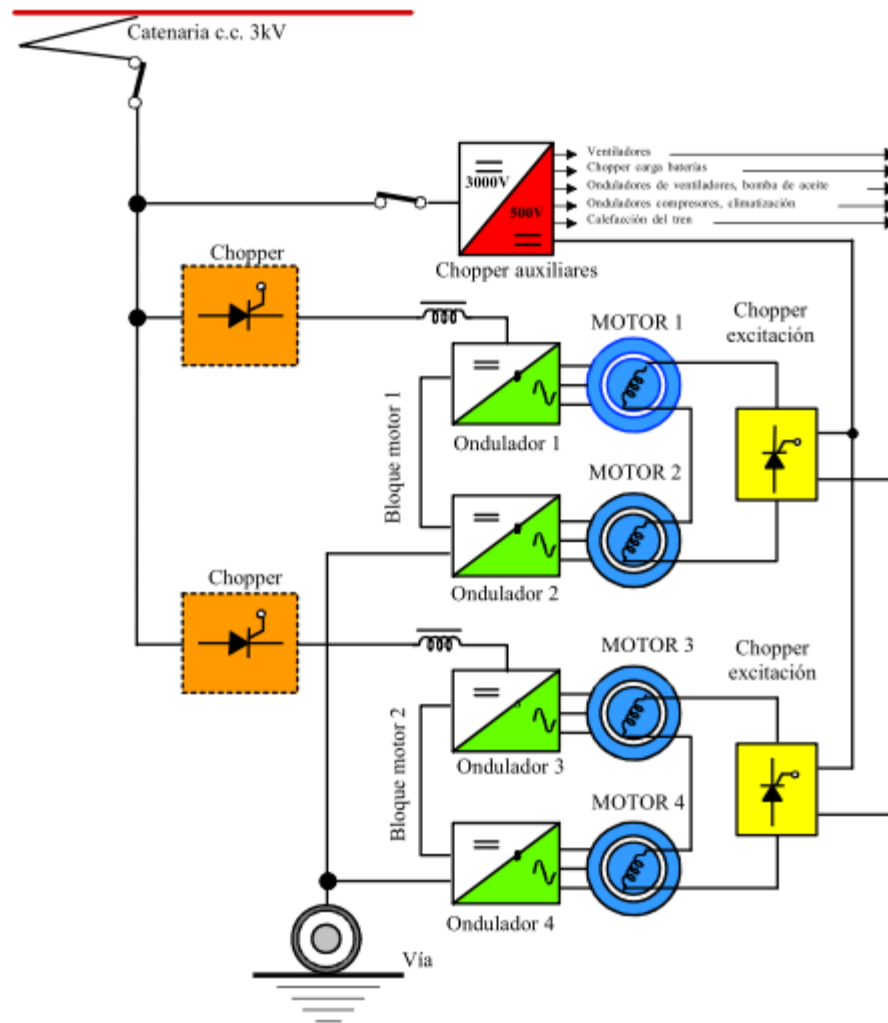 Catenaria c.c. 3kV
3000V
500V
Ventiladores
Chopper carga baterías
Onduladores de ventiladores, bomba de aceite
Onduladores compresores, climatización
Calefacción del tren
Chopper auxiliares
Chopper
MOTOR 1
Chopper
excitación
Bloque motor 1
Ondulador 1
MOTOR 2
Ondulador 2
Chopper
MOTOR 3
Chopper
excitación
Bloque motor 2
Ondulador 3
MOTOR 4
Ondulador 4
Vía